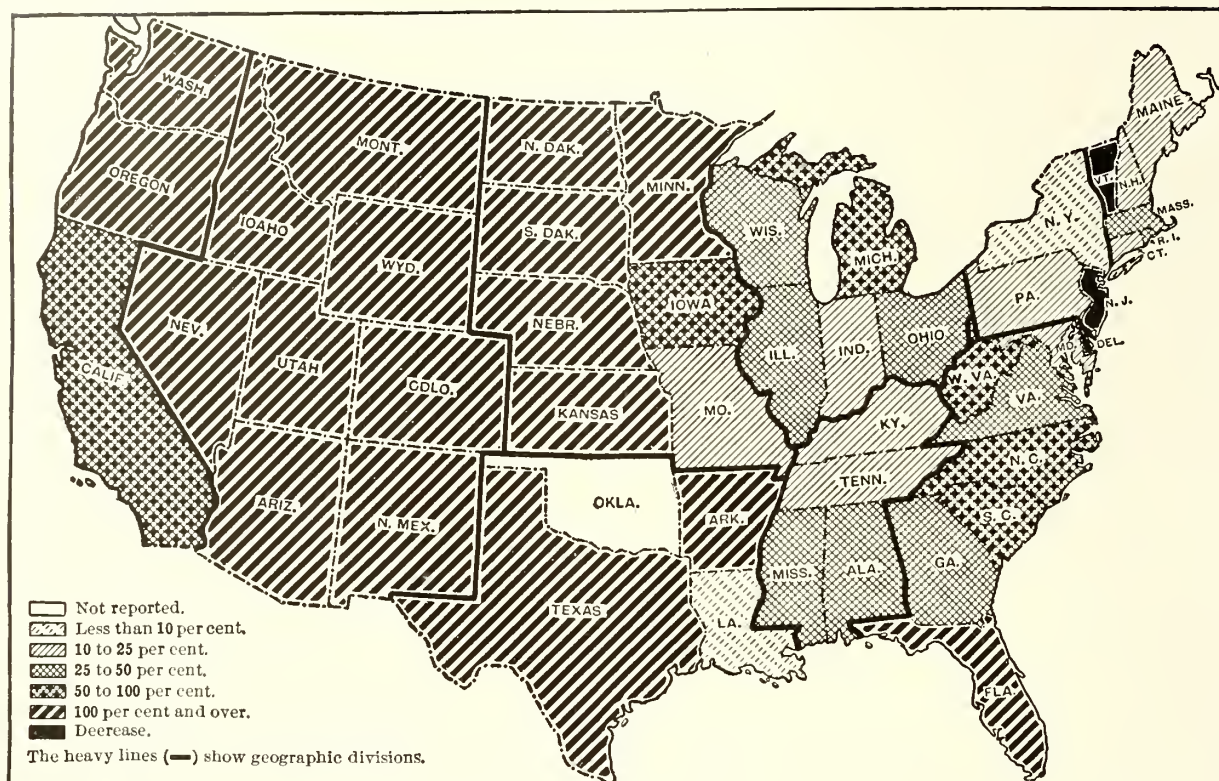 WASH.
MONT.
N. DAK.
MINN.
MAINE
OREGON
IOAHO
S. DAK.
WIS.
MICH.
VT.
N.H.
N. Y.
MASS.
R. I.
CT.
WYD.
NEBR.
IOWA
PA.
N. J.
NEV.
UTAH
CDLO.
KANSAS
MO.
ILL.
IND.
OHIO
W. VA.
MD.
DEL.
VA.
CALIF.
KY.
N. C.
TENN.
ARIZ.
N. MEX.
OKLA.
ARK.
S. C.
MISS.
ALA.
GA.
TEXAS
LA.
FLA.
Not reported.
Less than 10 per cent.
10 to 25 per cent.
25 to 50 per cent.
50 to 100 per cent.
100 per cent and over.
Decrease.
The heavy lines (▬) show geographic divisions.